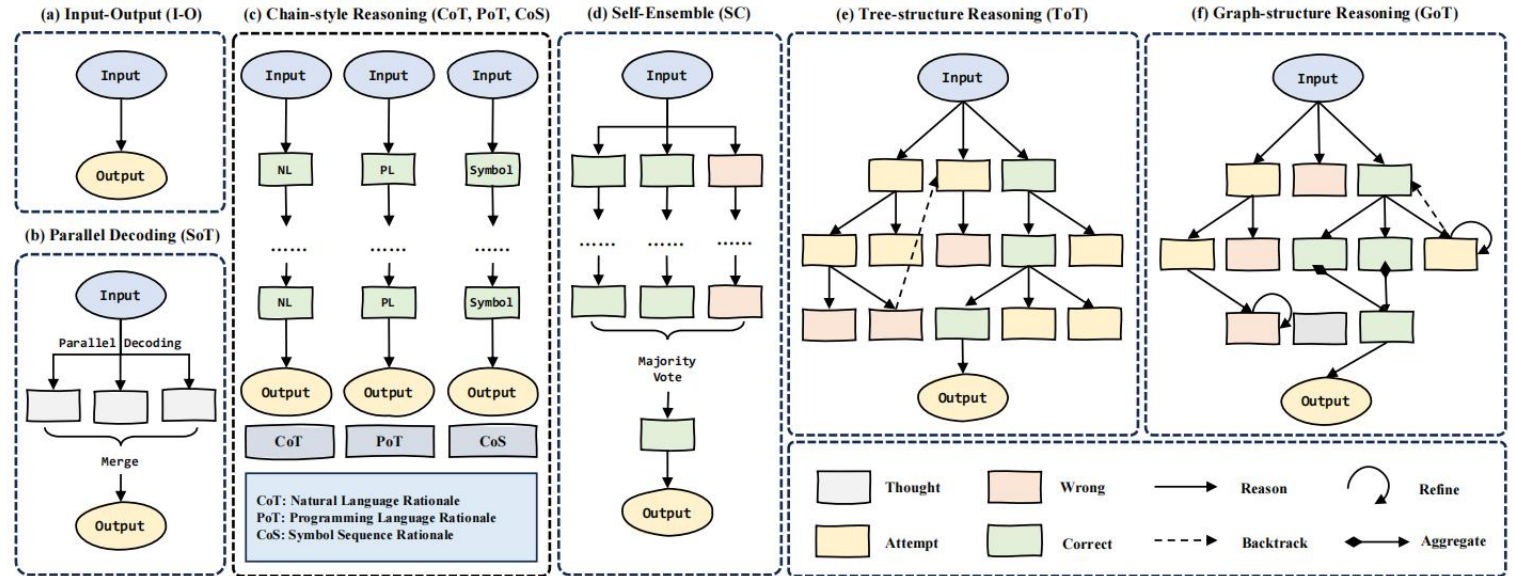 (a) Input-Output (I-O)
Input
Output
(b) Parallel Decoding (SoT)
Input
Parallel Decoding
Merge
Output
(c) Chain-style Reasoning (CoT, PoT, CoS)
Input Input Input
NL PL Symbol
...... ...... ......
NL PL Symbol
Output Output Output
CoT PoT CoS
CoT: Natural Language Rationale
PoT: Programming Language Rationale
CoS: Symbol Sequence Rationale
(d) Self-Ensemble (SC)
Input
...... ...... ......
Majority
Vote
Output
(e) Tree-structure Reasoning (ToT)
Input
Output
(f) Graph-structure Reasoning (GoT)
Input
Output
Thought Wrong Reason Refine
Attempt Correct Backtrack Aggregate